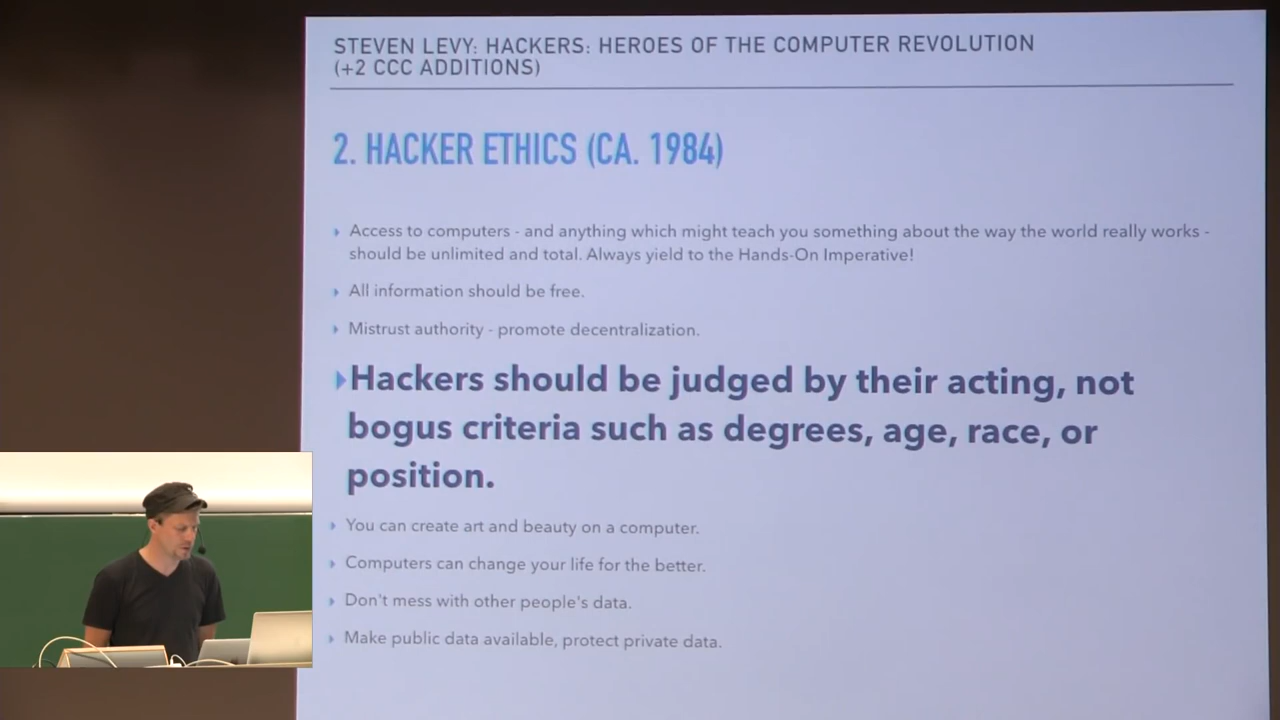 STEVEN LEVY: HACKERS: HEROES OF THE COMPUTER REVOLUTION
(+2 CCC ADDITIONS)
2. HACKER ETHICS (CA. 1984)
Access to computers - and anything which might teach you something about the way the world really works -
should be unlimited and total. Always yield to the Hands-On Imperative!
All information should be free.
Mistrust authority - promote decentralization.
Hackers should be judged by their acting, not
bogus criteria such as degrees, age, race, or
position.
You can create art and beauty on a computer.
Computers can change your life for the better.
Don't mess with other people's data.
Make public data available, protect private data.